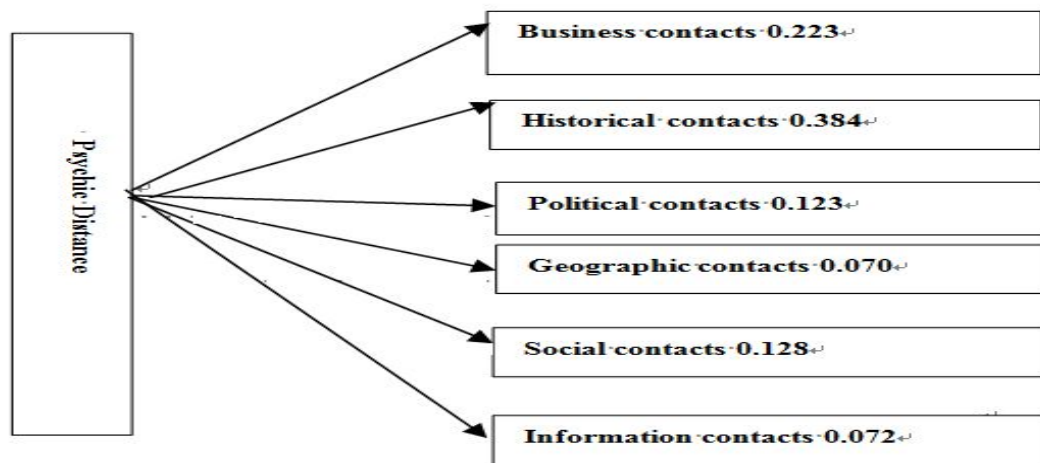 Psychic Distance
Business contacts 0.223
Historical contacts 0.384
Political contacts 0.123
Geographic contacts 0.070
Social contacts 0.128
Information contacts 0.072